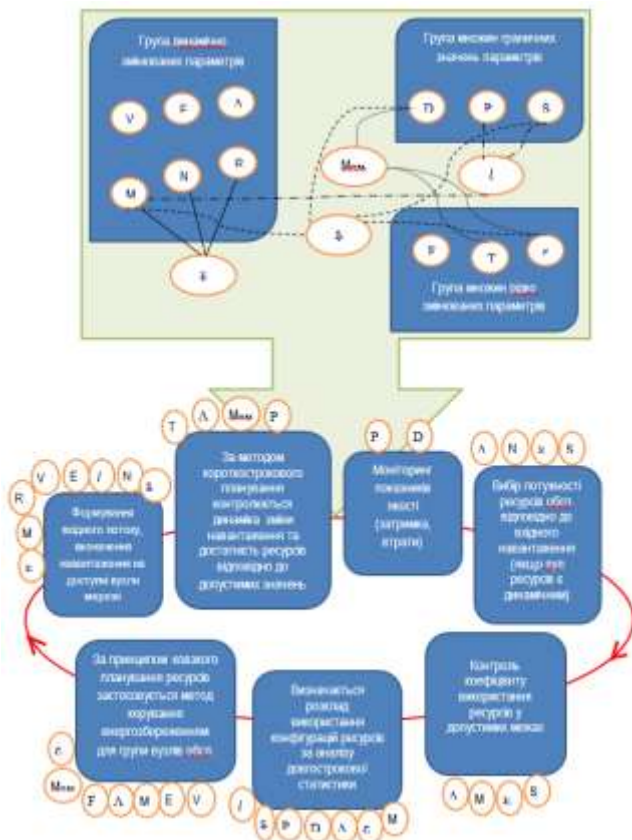 Група динамічно
змінюваних параметрів
V
F
Λ
M
N
R
Група множин граничних
значень параметрів
D
P
S
l
S
T
Група множин
змінюваних параметрів
T Λ P
За методом
короткострокового
планування
контролюється
динаміка зміни
навантаження та
достатність ресурсів
відповідно до
допустимих значень
P D
Моніторинг
показників
якості
(затримка,
втрати)
Λ N S
Вибір потужності
ресурсів обсл.
відповідно до
вхідного
навантаження
(якщо пул
ресурсів є
динамічним)
M R V E l N
Формування
вхідного потоку,
визначення
навантаження на
доступні вузли
мережі
За принципом
планування ресурсів
застосовується метод
керування
енергозбереженням
для групи вузлів обсл.
F Λ M E V
Визначається
розклад
використання
конфігурацій ресурсів
за аналізу
довгострокової
статистики
l S P D Λ M
Контроль
коефіцієнту
використання
ресурсів у
допустимих межах
Λ M S